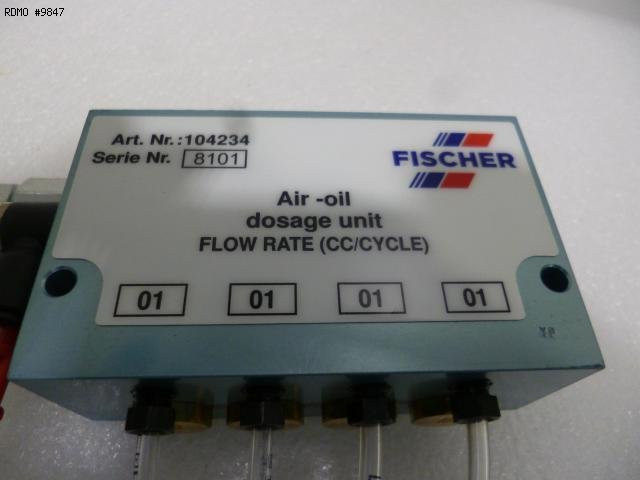 RDMO #9847
Art. Nr.:104234
Serie Nr. 8101
FISCHER
Air -oil
dosage unit
FLOW RATE (CC/CYCLE)
01 01 01 01